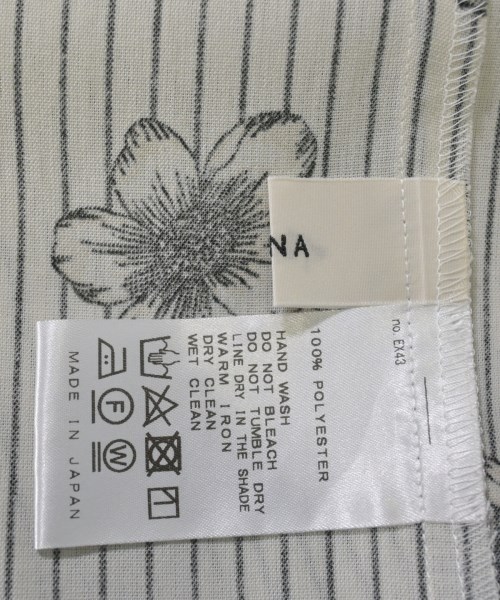 NA
no. EX43
100% POLYESTER
HAND WASH
DO NOT BLEACH
DO NOT TUMBLE DRY
LINE DRY IN THE SHADE
WARM IRON
DRY CLEAN
WET CLEAN
F W
MADE IN JAPAN